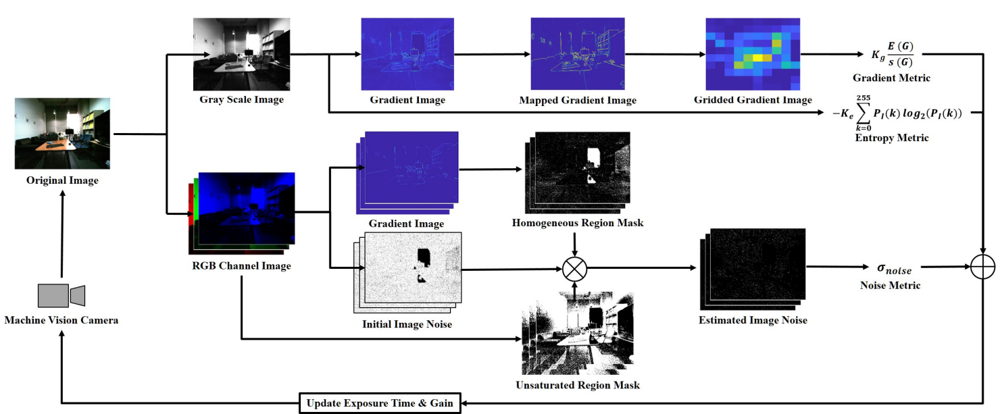 Original Image
Machine Vision Camera
Gray Scale Image
Gradient Image
Mapped Gradient Image
Gridded Gradient Image
K_g E(G)/s(G)
Gradient Metric
−K_e ∑_{k=0}^{255} P_I(k) log_2(P_I(k))
Entropy Metric
RGB Channel Image
Gradient Image
Homogeneous Region Mask
Initial Image Noise
Unsaturated Region Mask
Estimated Image Noise
σ_noise
Noise Metric
Update Exposure Time & Gain